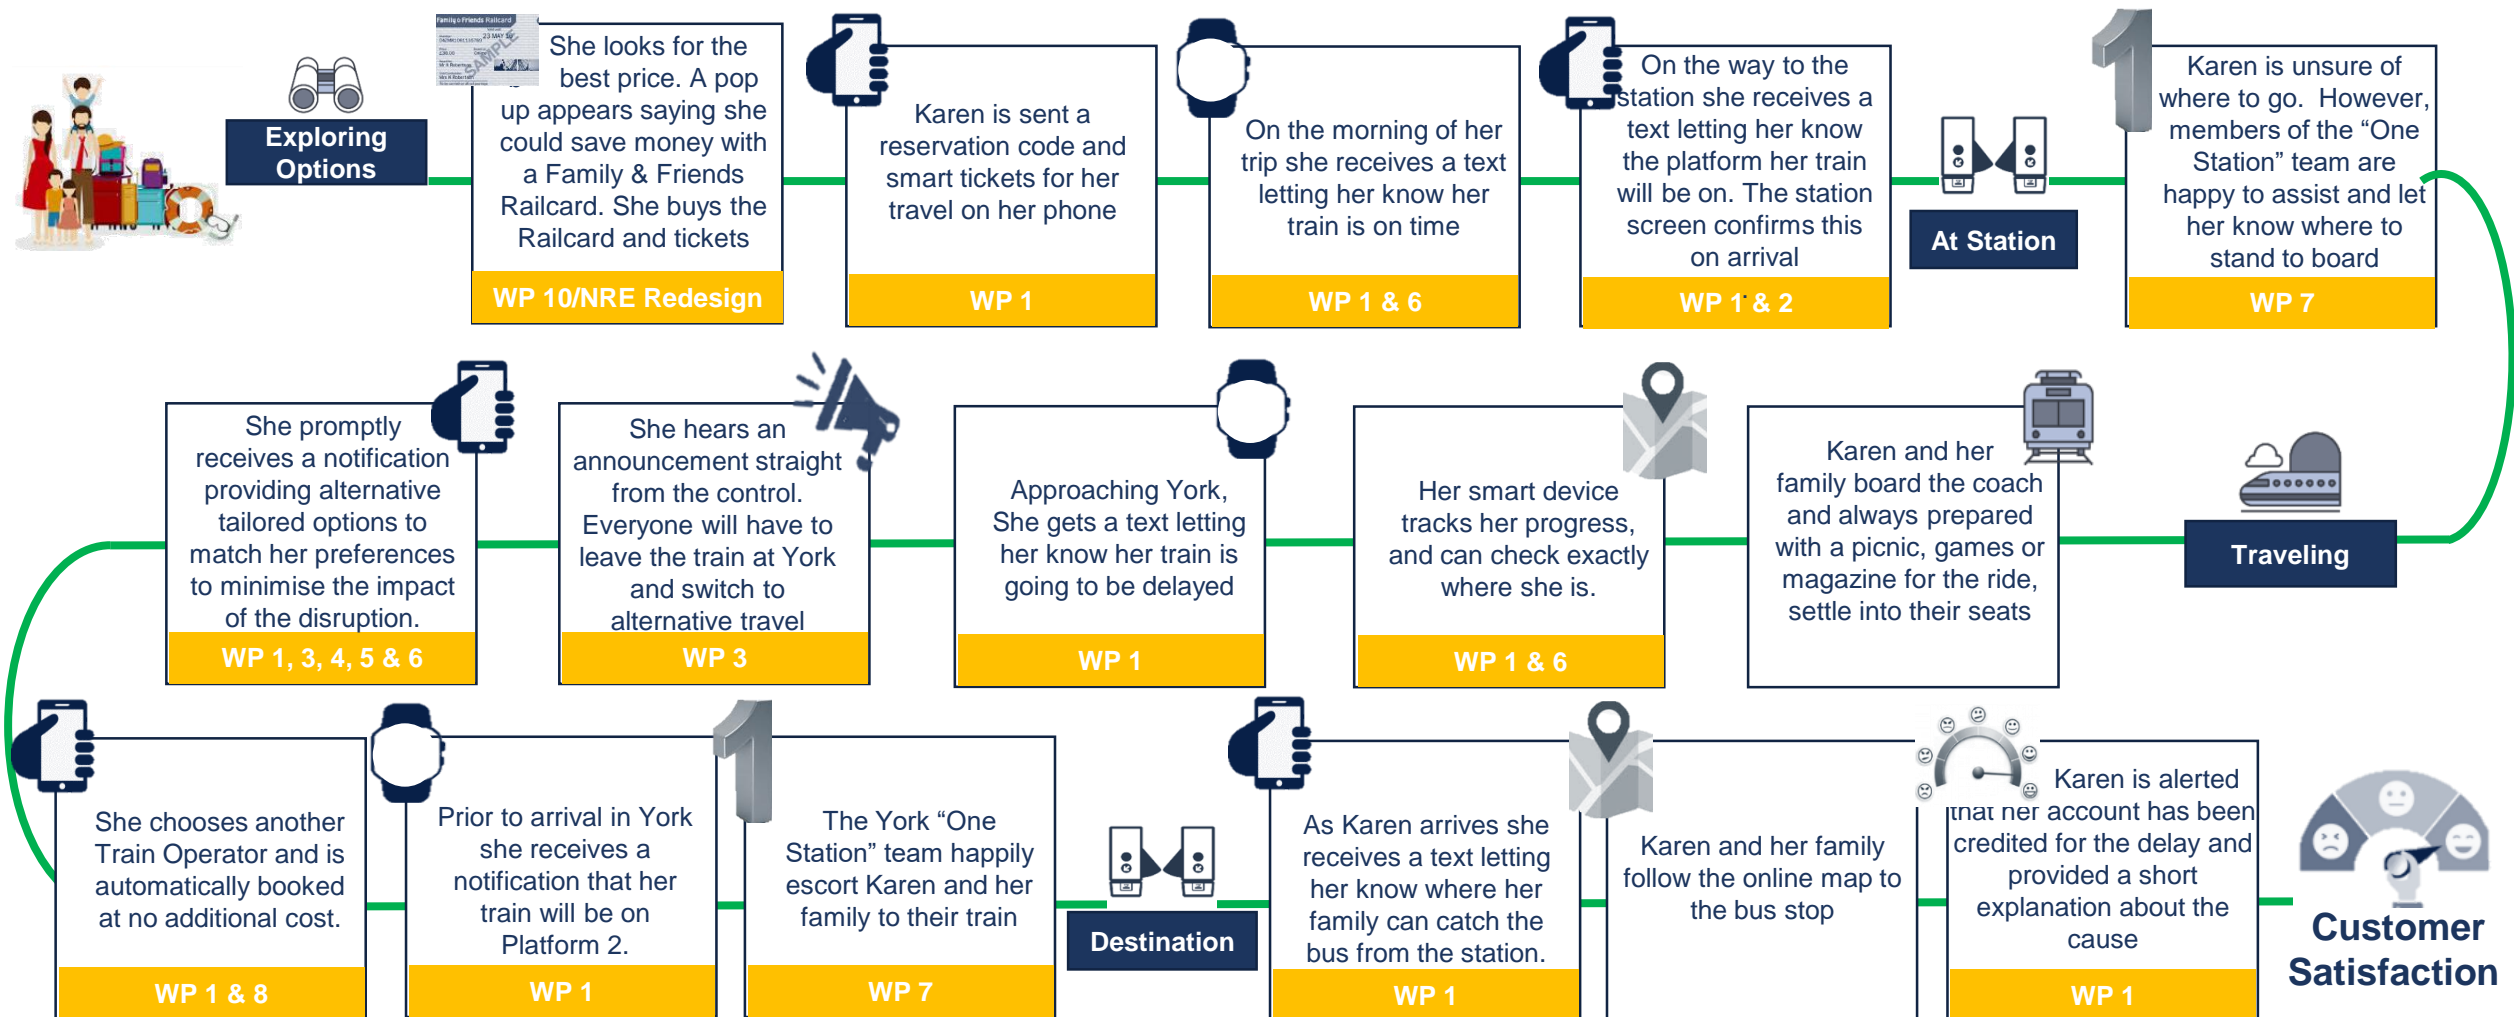 Family & Friends Railcard
23 MAY 10
SAMPLE
Exploring
Options
She looks for the
best price. A pop
up appears saying she
could save money with
a Family & Friends
Railcard. She buys the
Railcard and tickets
WP 10/NRE Redesign
Karen is sent a
reservation code and
smart tickets for her
travel on her phone
WP 1
On the morning of her
trip she receives a text
letting her know her
train is on time
WP 1 & 6
On the way to the
station she receives a
text letting her know
the platform her train
will be on. The station
screen confirms this
on arrival
WP 1 & 2
At Station
Karen is unsure of
where to go. However,
members of the “One
Station” team are
happy to assist and let
her know where to
stand to board
WP 7
Traveling
Karen and her
family board the coach
and always prepared
with a picnic, games or
magazine for the ride,
settle into their seats
Her smart device
tracks her progress,
and can check exactly
where she is.
WP 1 & 6
Approaching York,
She gets a text letting
her know her train is
going to be delayed
WP 1
She hears an
announcement straight
from the control.
Everyone will have to
leave the train at York
and switch to
alternative travel
WP 3
She promptly
receives a notification
providing alternative
tailored options to
match her preferences
to minimise the impact
of the disruption.
WP 1, 3, 4, 5 & 6
She chooses another
Train Operator and is
automatically booked
at no additional cost.
WP 1 & 8
Prior to arrival in York
she receives a
notification that her
train will be on
Platform 2.
WP 1
The York “One
Station” team happily
escort Karen and her
family to their train
WP 7
Destination
As Karen arrives she
receives a text letting
her know where her
family can catch the
bus from the station.
WP 1
Karen and her family
follow the online map to
the bus stop
Karen is alerted
that her account has been
credited for the delay and
provided a short
explanation about the
cause
WP 1
Customer
Satisfaction